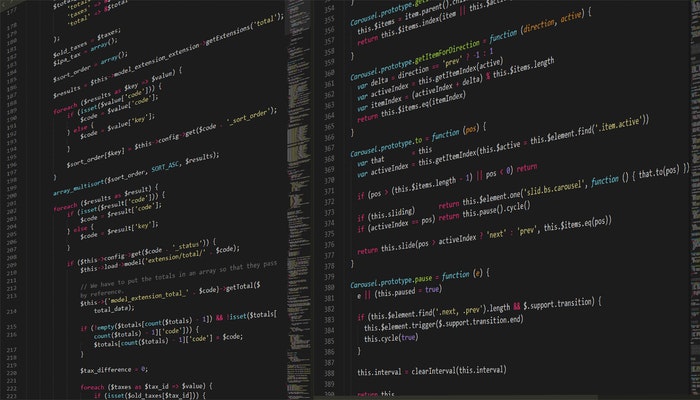 'taxes' => &$taxes,
'total' => &$total
);
$old_taxes = $taxes;
$lpa_tax = array();
$sort_order = array();
$results = $this->model_extension_extension->getExtensions('total');
foreach ($results as $key => $value) {
if (isset($value['code'])) {
$code = $value['code'];
} else {
$code = $value['key'];
}
$sort_order[$key] = $this->config->get($code . '_sort_order');
}
array_multisort($sort_order, SORT_ASC, $results);
foreach ($results as $result) {
if (isset($result['code'])) {
$code = $result['code'];
} else {
$code = $result['key'];
}
if ($this->config->get($code . '_status')) {
$this->load->model('extension/total/' . $code);
// We have to put the totals in an array so that they pass
by reference.
$this->{'model_extension_total_' . $code}->getTotal($
total_data);
if (!empty($totals[count($totals) - 1]) && !isset($totals[
count($totals) - 1]['code'])) {
$totals[count($totals) - 1]['code'] = $code;
}
$tax_difference = 0;
foreach ($taxes as $tax_id => $value) {
if (isset($old_taxes[$tax_id])) {
Carousel.prototype.
this.$items = item.parent().
return this.$items.index(item || this.$
}
Carousel.prototype.getItemForDirection = function (direction, active) {
var activeIndex = this.getItemIndex(active)
var delta = direction == 'prev' ? -1 : 1
var itemIndex = (activeIndex + delta) % this.$items.length
return this.$items.eq(itemIndex)
}
Carousel.prototype.to = function (pos) {
var that = this
var activeIndex = this.getItemIndex(this.$active = this.$element.find('.item.active'))
if (pos > (this.$items.length - 1) || pos < 0) return
if (this.sliding) return this.$element.one('slid.bs.carousel', function () { that.to(pos) })
if (activeIndex == pos) return this.pause().cycle()
return this.slide(pos > activeIndex ? 'next' : 'prev', this.$items.eq(pos))
}
Carousel.prototype.pause = function (e) {
e || (this.paused = true)
if (this.$element.find('.next, .prev').length && $.support.transition) {
this.$element.trigger($.support.transition.end)
this.cycle(true)
}
this.interval = clearInterval(this.interval)
return this